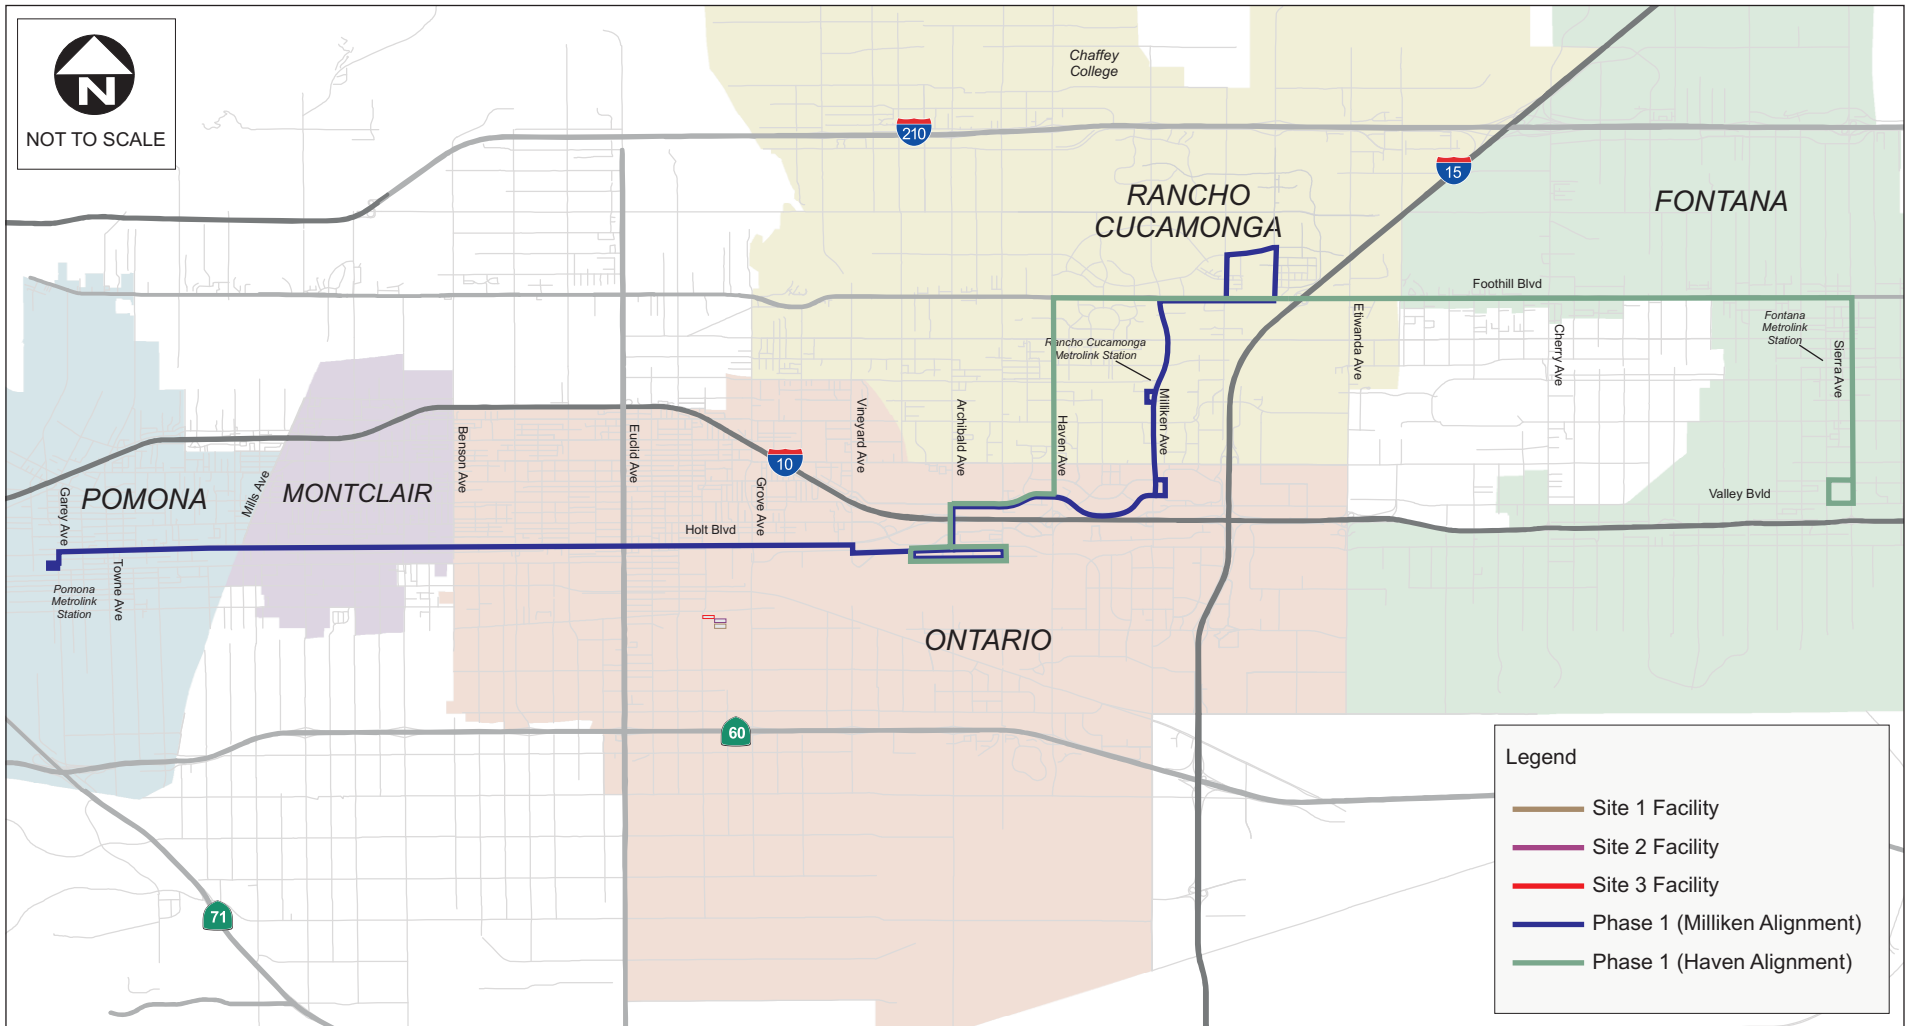 N
NOT TO SCALE
Chaffey
College
210
15
RANCHO
CUCAMONGA
FONTANA
Foothill Blvd
Fontana
Metrolink
Station
Sierra Ave
Cherry Ave
Etiwanda Ave
Rancho Cucamonga
Metrolink Station
Milliken Ave
Haven Ave
Archibald Ave
Vineyard Ave
Euclid Ave
Benson Ave
Grove Ave
10
Mills Ave
MONTCLAIR
POMONA
Garey Ave
Valley Bvld
Holt Blvd
Towne Ave
Pomona
Metrolink
Station
ONTARIO
60
71
Legend
Site 1 Facility
Site 2 Facility
Site 3 Facility
Phase 1 (Milliken Alignment)
Phase 1 (Haven Alignment)